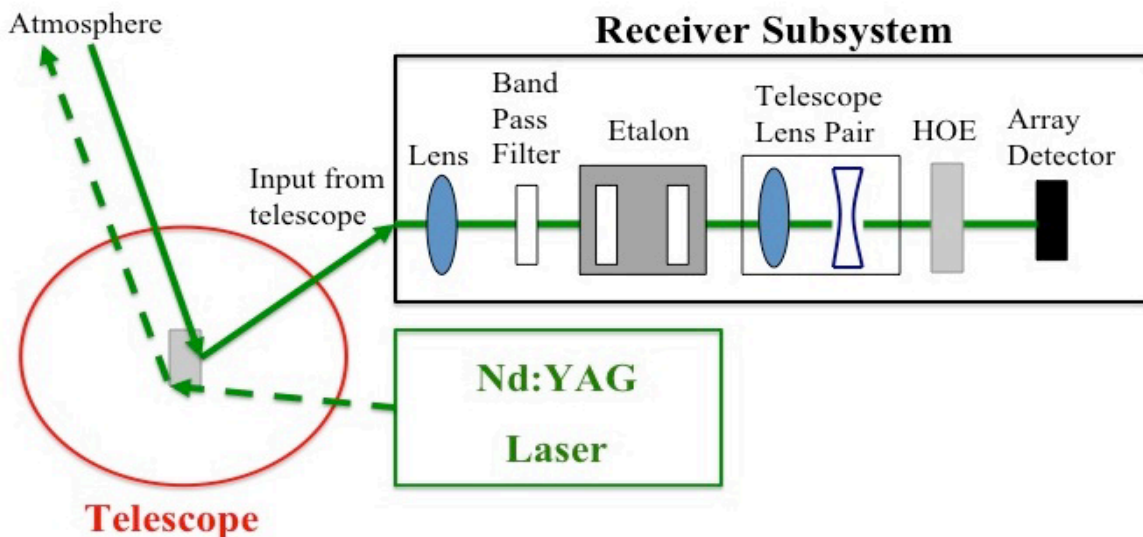 Atmosphere
Receiver Subsystem
Input from
telescope
Lens
Band
Pass
Filter
Etalon
Telescope
Lens Pair
HOE
Array
Detector
Nd:YAG
Laser
Telescope